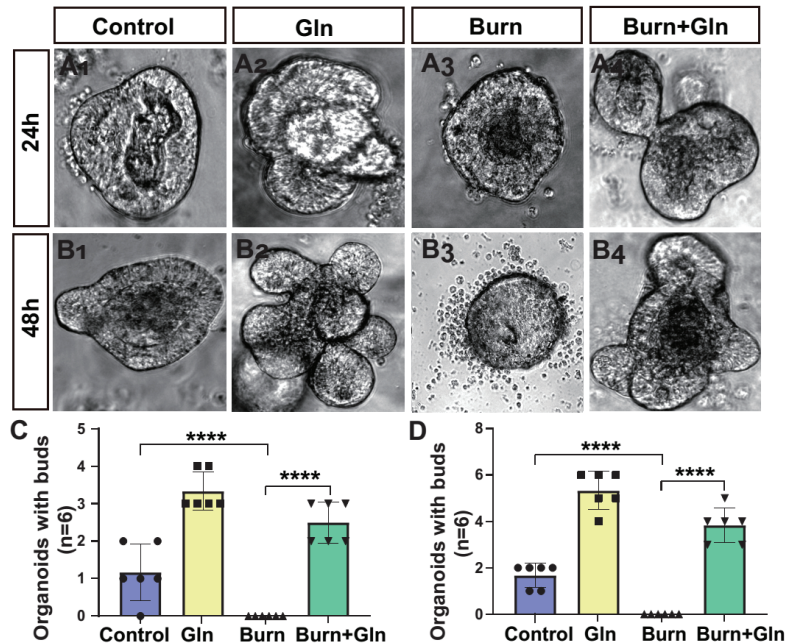 Control Gln Burn Burn+Gln
24h
A1 A2 A3 A4
48h
B1 B2 B3 B4
C
Organoids with buds
(n=6)
5
4
3
2
1
0
****
****
Control Gln Burn Burn+Gln
D
Organoids with buds
(n=6)
8
6
4
2
0
****
****
Control Gln Burn Burn+Gln